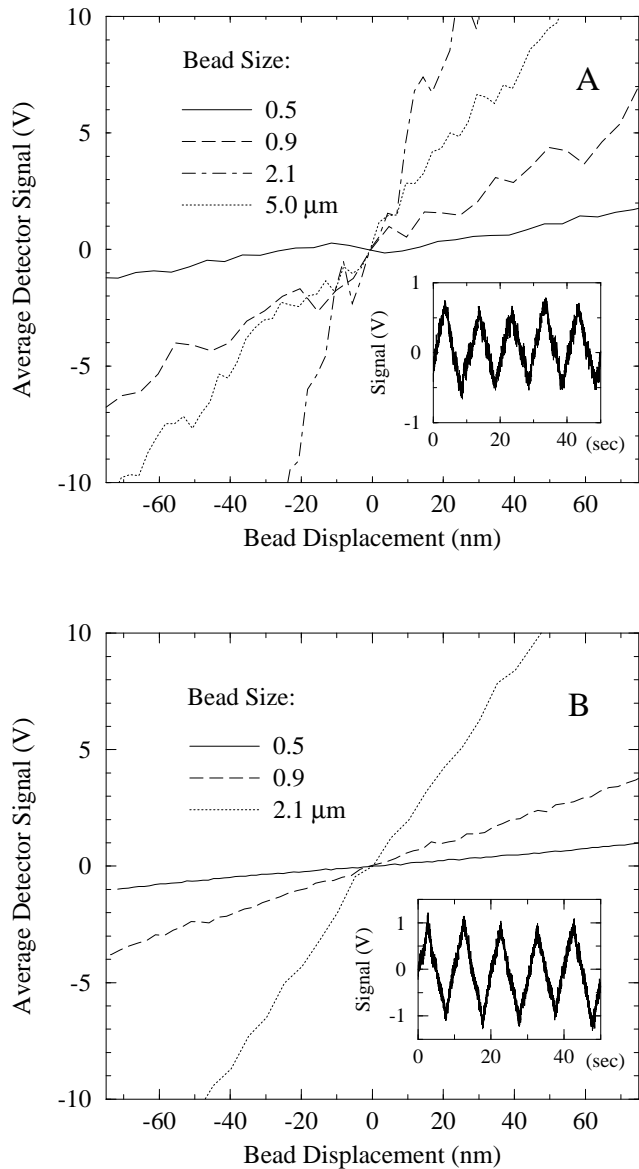 10
5
0
-5
-10
Average Detector Signal (V)
Bead Size:
0.5
0.9
2.1
5.0 µm
A
1
0
-1
Signal (V)
0 20 40 (sec)
-60 -40 -20 0 20 40 60
Bead Displacement (nm)
10
5
0
-5
-10
Average Detector Signal (V)
Bead Size:
0.5
0.9
2.1 µm
B
1
0
-1
Signal (V)
0 20 40 (sec)
-60 -40 -20 0 20 40 60
Bead Displacement (nm)